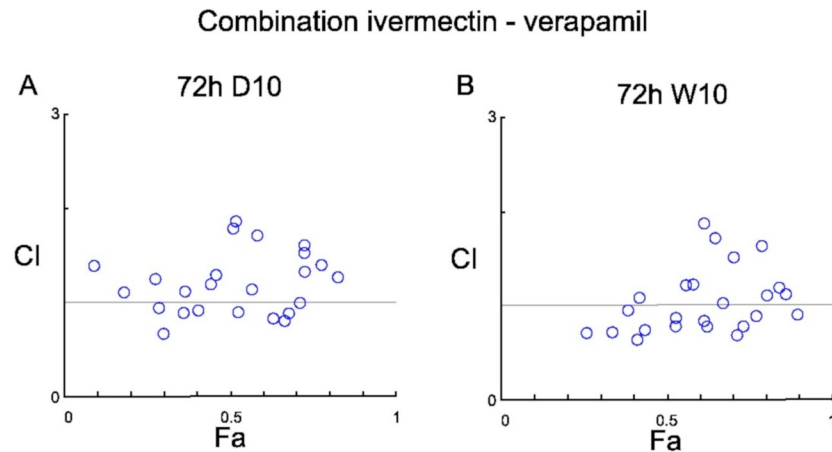 Combination ivermectin - verapamil
A
72h D10
3
CI
0
0
0.5
1
Fa
B
72h W10
3
CI
0
0
0.5
1
Fa